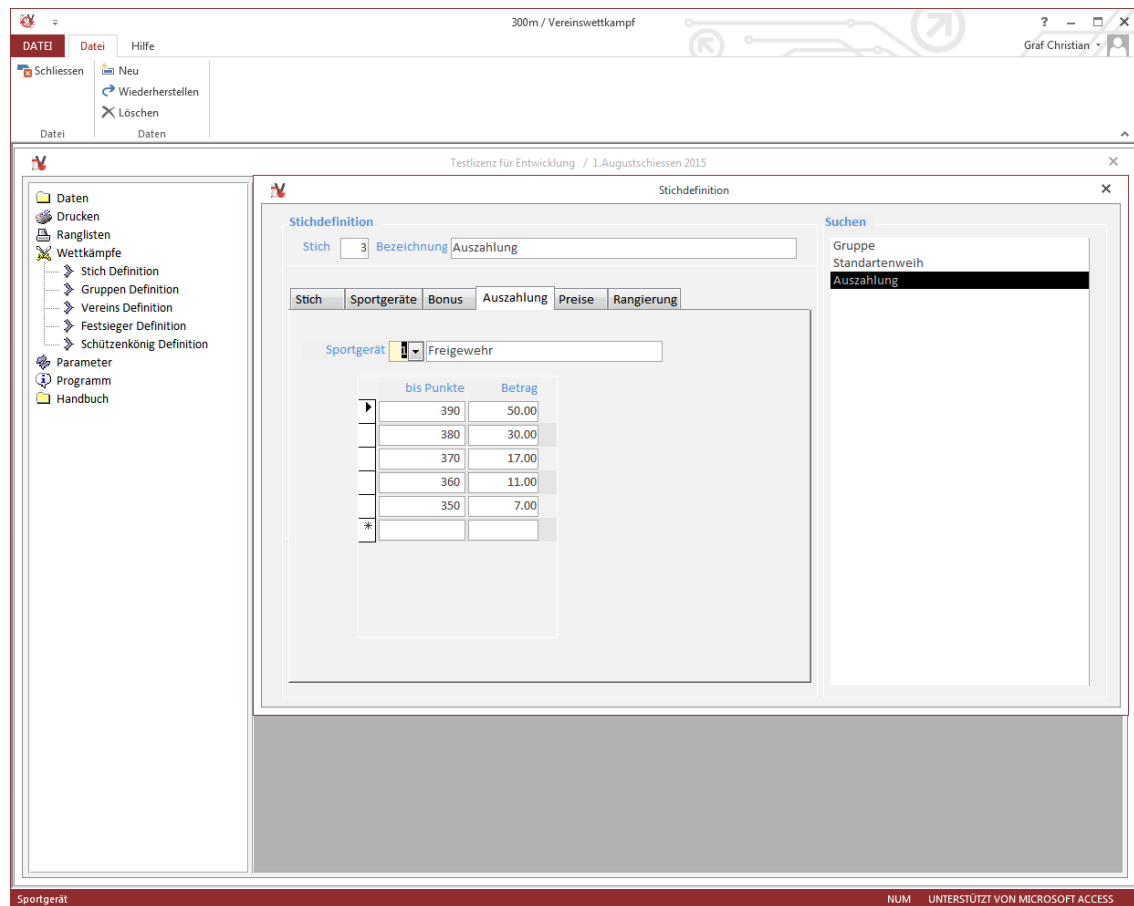 300m / Vereinswettkampf
?
DATEI Datei Hilfe
Graf Christian
Schliessen
Neu
Wiederherstellen
Löschen
Datei Daten
Testlizenz für Entwicklung / 1.Augustschiessen 2015
Daten
Drucken
Ranglisten
Wettkämpfe
Stich Definition
Gruppen Definition
Vereins Definition
Festsieger Definition
Schützenkönig Definition
Parameter
Programm
Handbuch
Stichdefinition
Stichdefinition
Stich 3 Bezeichnung Auszahlung
Stich Sportgeräte Bonus Auszahlung Preise Rangierung
Sportgerät 1 Freigewehr
bis Punkte Betrag
390 50.00
380 30.00
370 17.00
360 11.00
350 7.00
*
Suchen
Gruppe
Standartenweih
Auszahlung
Sportgerät
NUM UNTERSTÜTZT VON MICROSOFT ACCESS